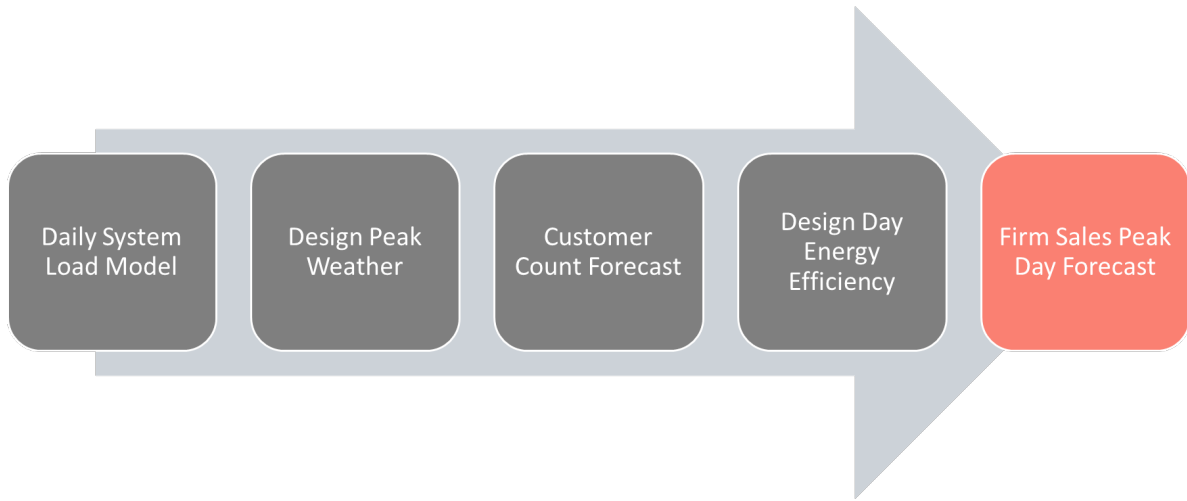 Daily System
Load Model
Design Peak
Weather
Customer
Count Forecast
Design Day
Energy
Efficiency
Firm Sales Peak
Day Forecast